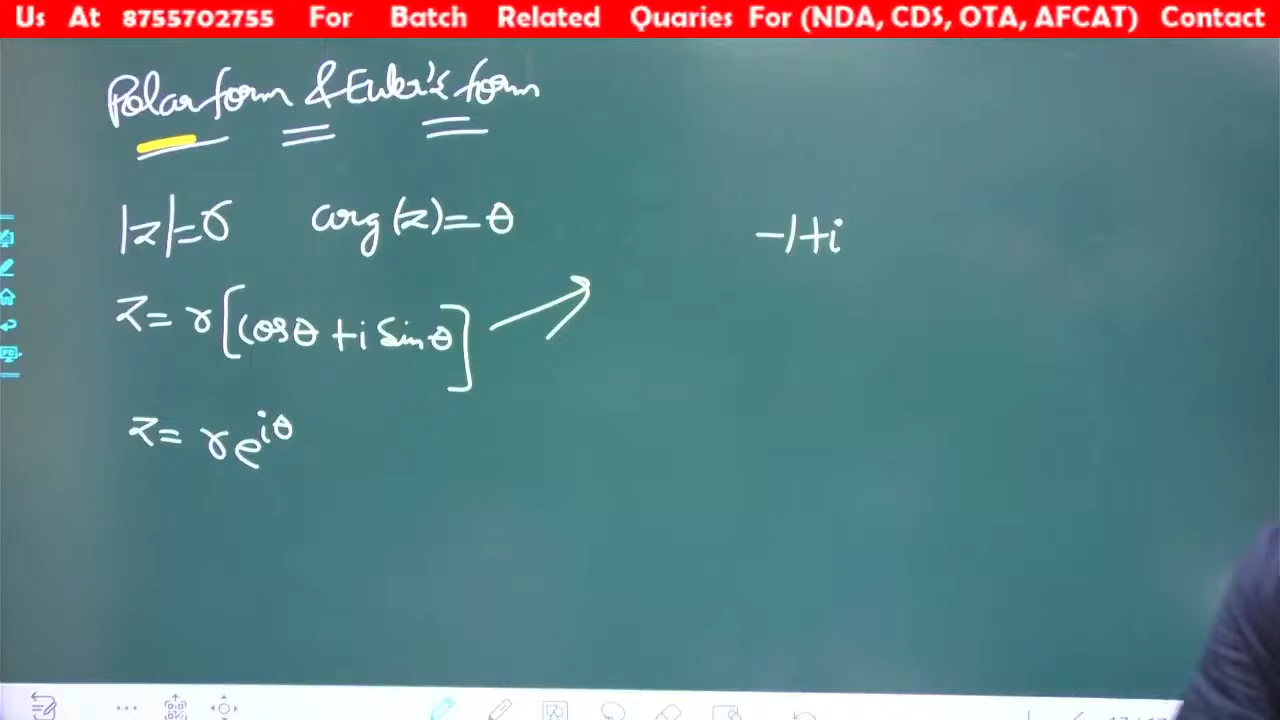 Us At 8755702755 For Batch Related Quaries For (NDA, CDS, OTA, AFCAT) Contact
Polar form & Euler's form
|z|=r arg(z)=θ
-1+i
z= r[cosθ +i Sinθ]
z= re^{iθ}